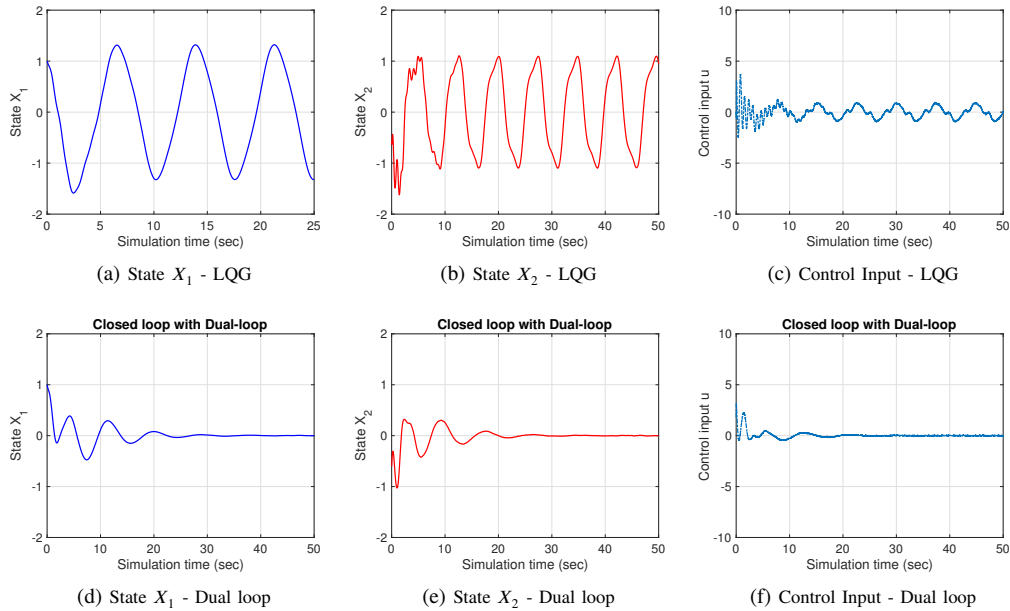 2
1
0
-1
-2
State X1
0 5 10 15 20 25
Simulation time (sec)
(a) State X1 - LQG
2
1
0
-1
-2
State X2
0 10 20 30 40 50
Simulation time (sec)
(b) State X2 - LQG
10
5
0
-5
-10
Control input u
0 10 20 30 40 50
Simulation time (sec)
(c) Control Input - LQG
Closed loop with Dual-loop
2
1
0
-1
-2
State X1
0 10 20 30 40 50
Simulation time (sec)
(d) State X1 - Dual loop
Closed loop with Dual-loop
2
1
0
-1
-2
State X2
0 10 20 30 40 50
Simulation time (sec)
(e) State X2 - Dual loop
Closed loop with Dual-loop
10
5
0
-5
-10
Control input u
0 10 20 30 40 50
Simulation time (sec)
(f) Control Input - Dual loop